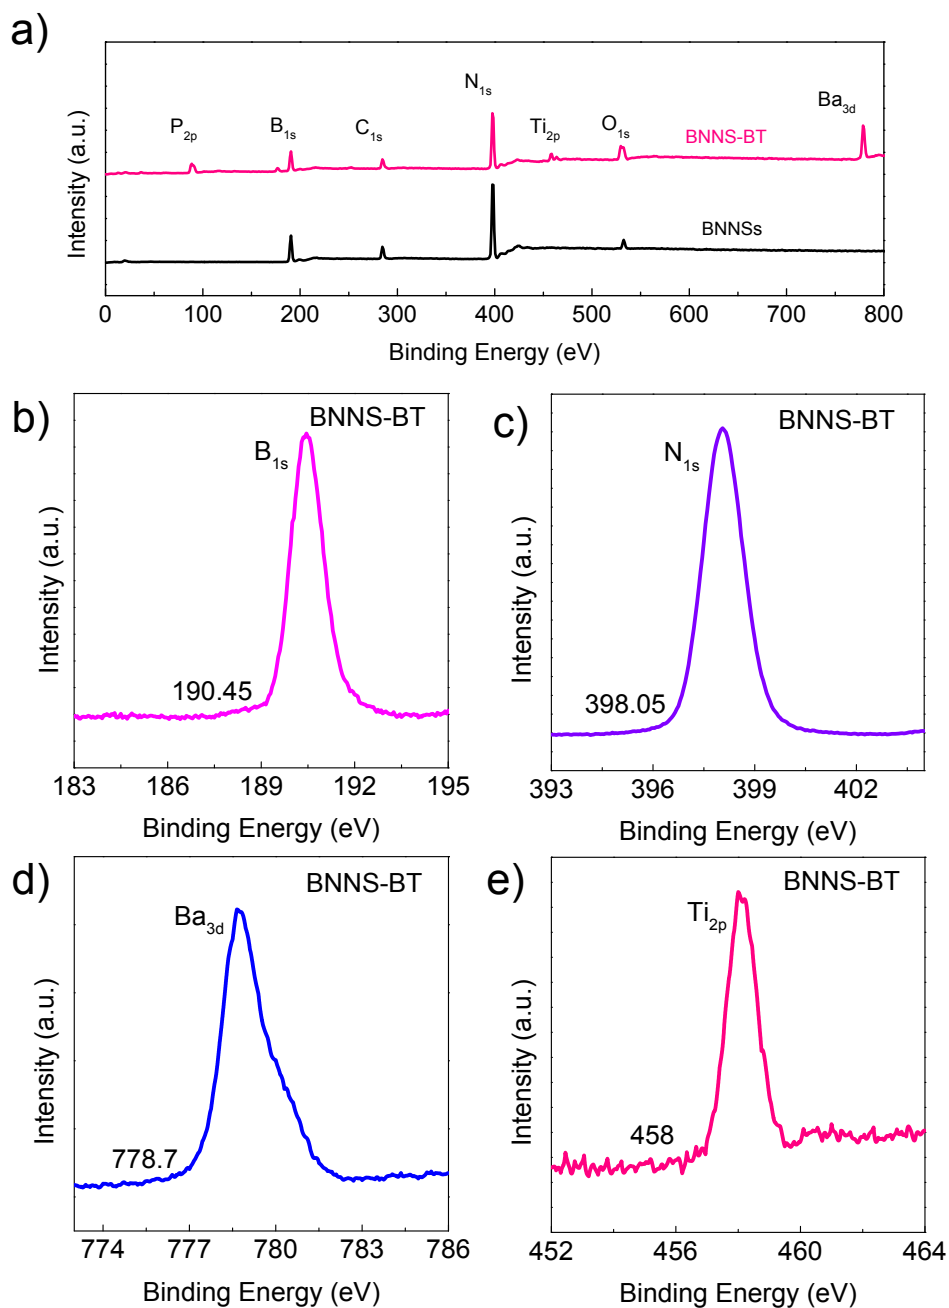 a)
Intensity (a.u.)
P2p
B1s
C1s
N1s
Ti2p
O1s
Ba3d
BNNS-BT
BNNSs
0 100 200 300 400 500 600 700 800
Binding Energy (eV)
b)
BNNS-BT
B1s
Intensity (a.u.)
190.45
183 186 189 192 195
Binding Energy (eV)
c)
BNNS-BT
N1s
Intensity (a.u.)
398.05
393 396 399 402
Binding Energy (eV)
d)
BNNS-BT
Ba3d
Intensity (a.u.)
778.7
774 777 780 783 786
Binding Energy (eV)
e)
BNNS-BT
Ti2p
Intensity (a.u.)
458
452 456 460 464
Binding Energy (eV)